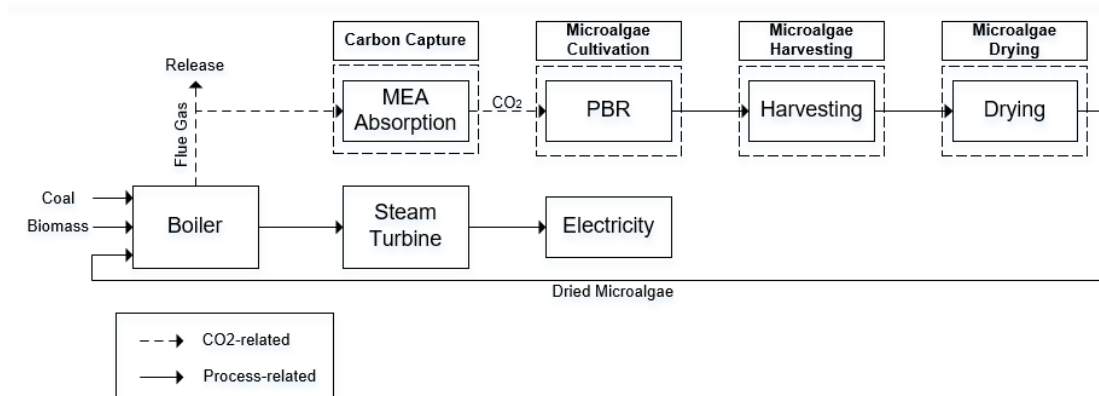 Carbon Capture
Microalgae
Cultivation
Microalgae
Harvesting
Microalgae
Drying
Release
Flue Gas
MEA
Absorption
CO2
PBR
Harvesting
Drying
Coal
Biomass
Boiler
Steam
Turbine
Electricity
Dried Microalgae
CO2-related
Process-related